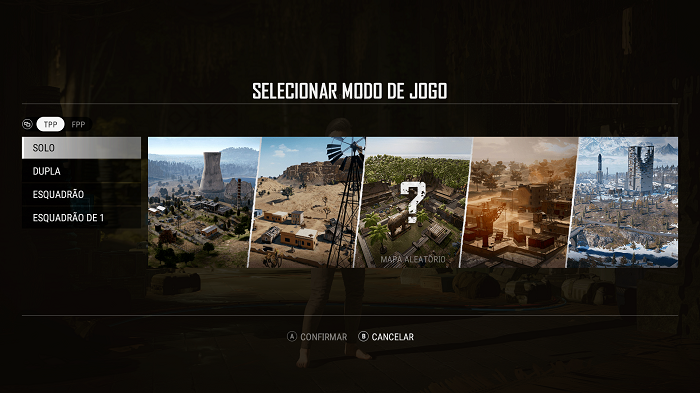 SELECIONAR MODO DE JOGO
TPP FPP
SOLO
DUPLA
ESQUADRÃO
ESQUADRÃO DE 1
?
MAPA ALEATÓRIO
A CONFIRMAR B CANCELAR